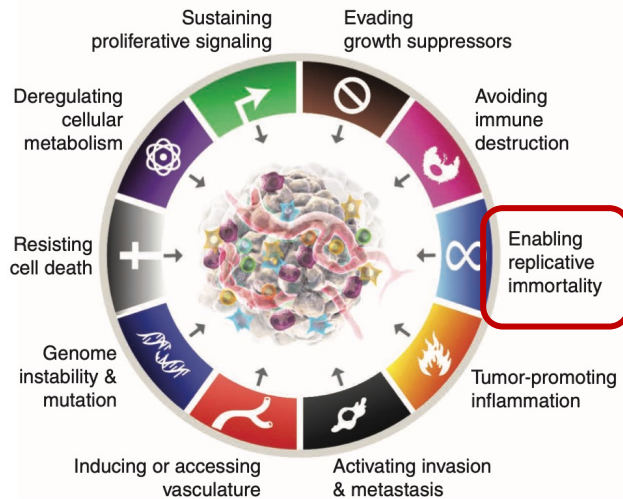 Sustaining
proliferative signaling
Evading
growth suppressors
Deregulating
cellular
metabolism
Avoiding
immune
destruction
Resisting
cell death
Enabling
replicative
immortality
Genome
instability &
mutation
Tumor-promoting
inflammation
Inducing or accessing
vasculature
Activating invasion
& metastasis